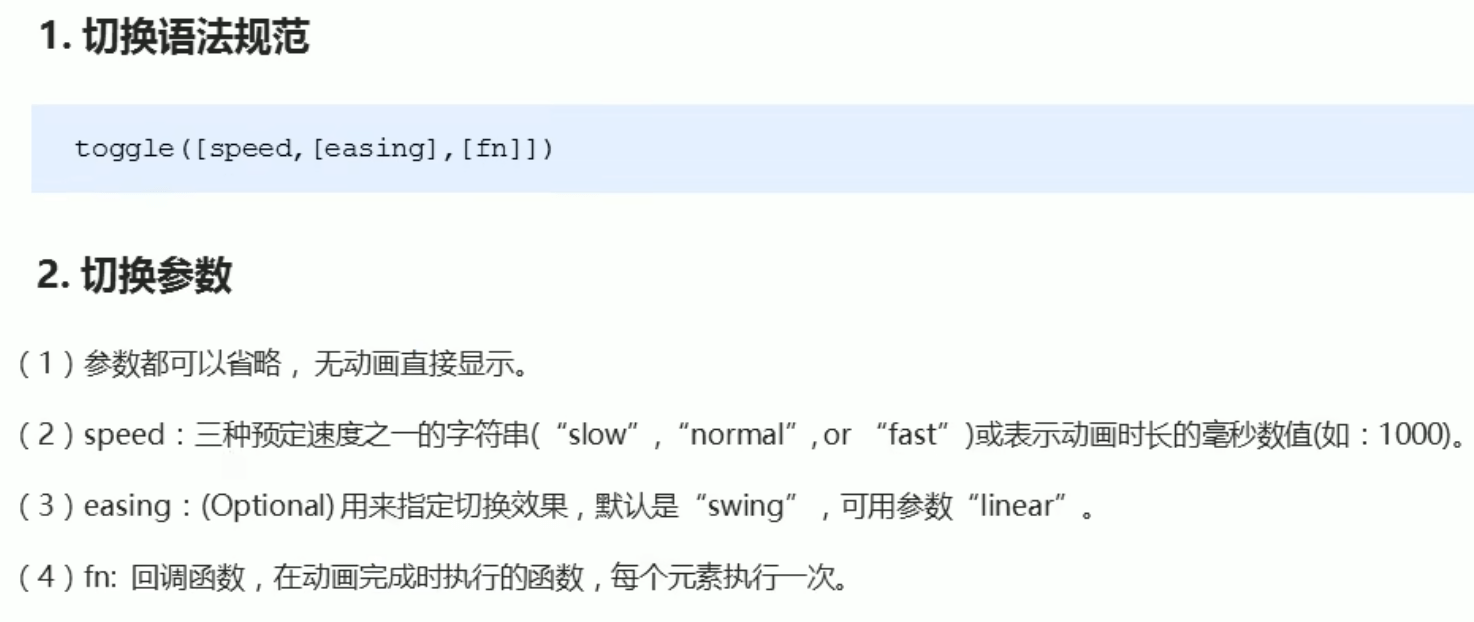 1. 切换语法规范
toggle([speed,[easing],[fn]])
2. 切换参数
（1）参数都可以省略， 无动画直接显示。
（2）speed：三种预定速度之一的字符串(“slow”,“normal”, or “fast”)或表示动画时长的毫秒数值(如：1000)。
（3）easing：(Optional) 用来指定切换效果，默认是“swing”，可用参数“linear”。
（4）fn: 回调函数，在动画完成时执行的函数，每个元素执行一次。